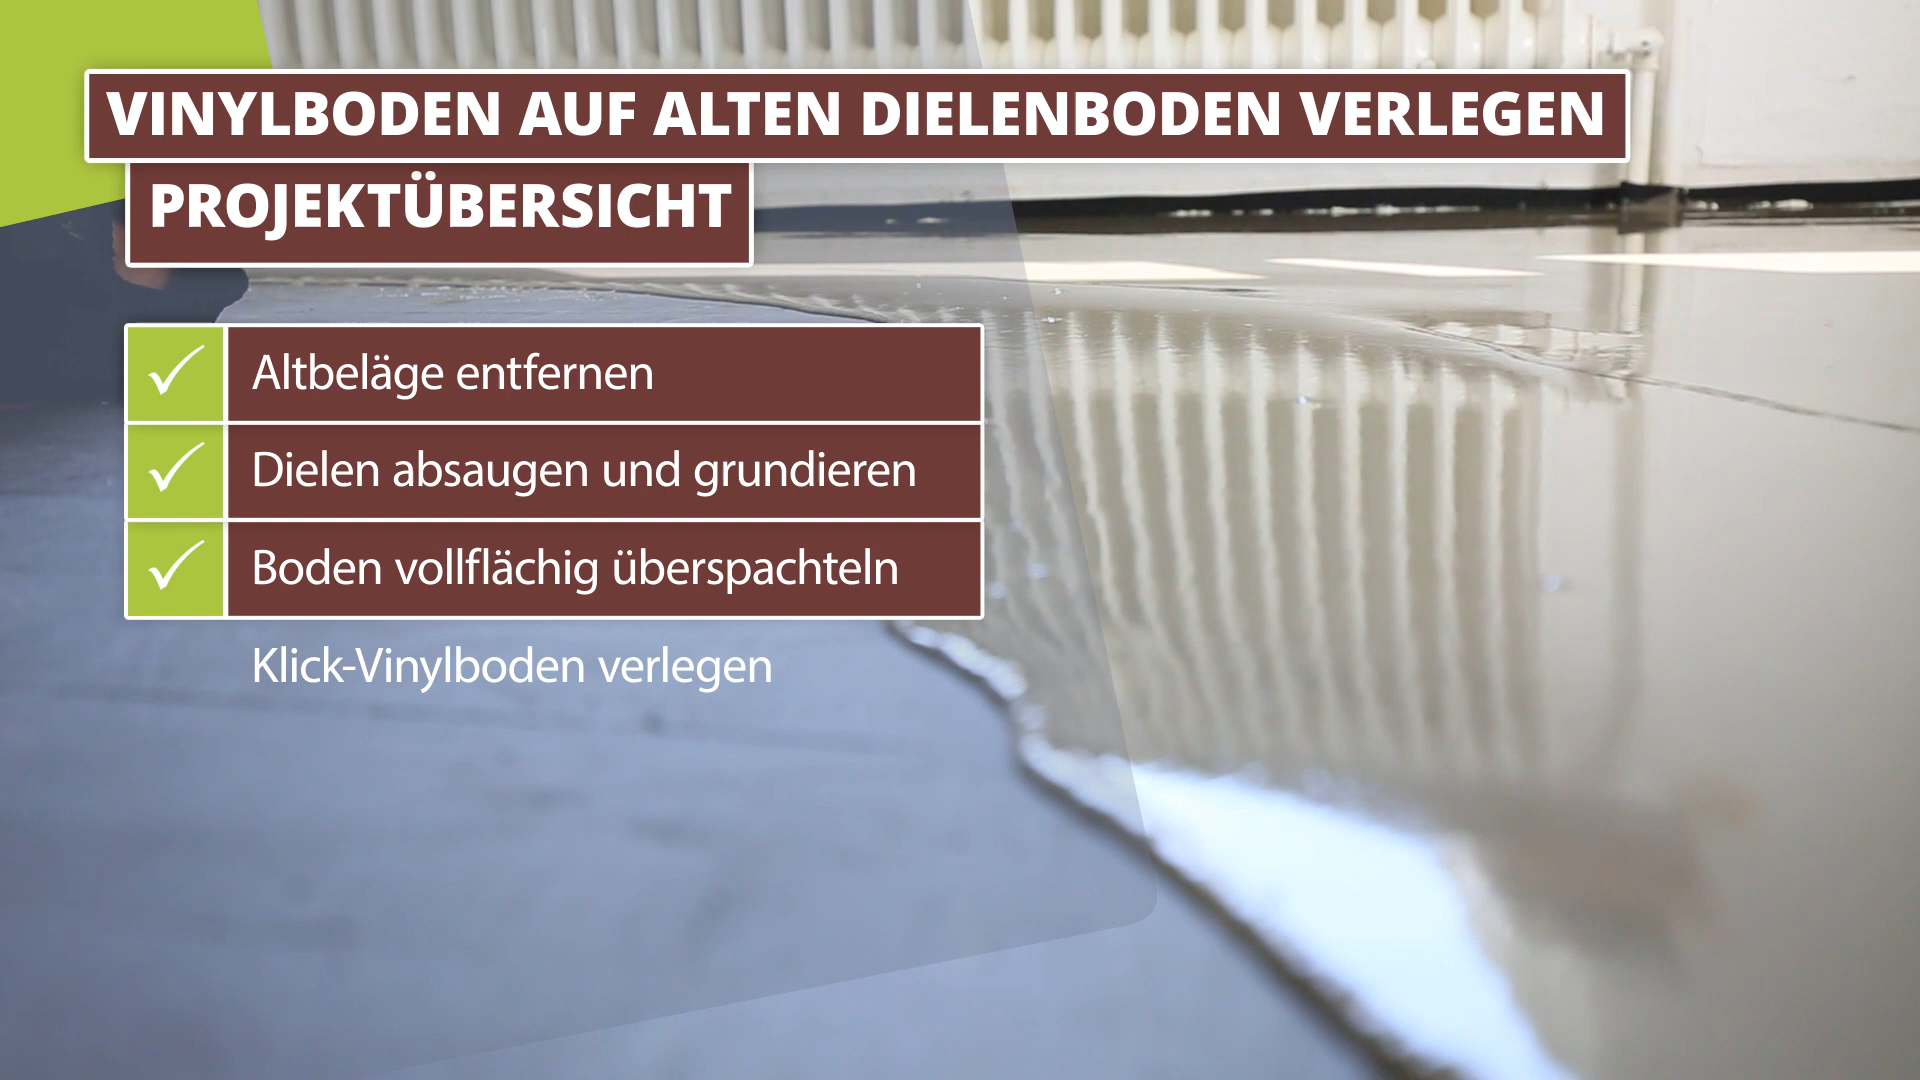 VINYLBODEN AUF ALTEN DIELENBODEN VERLEGEN
PROJEKTÜBERSICHT
Altbeläge entfernen
Dielen absaugen und grundieren
Boden vollflächig überspachteln
Klick-Vinylboden verlegen